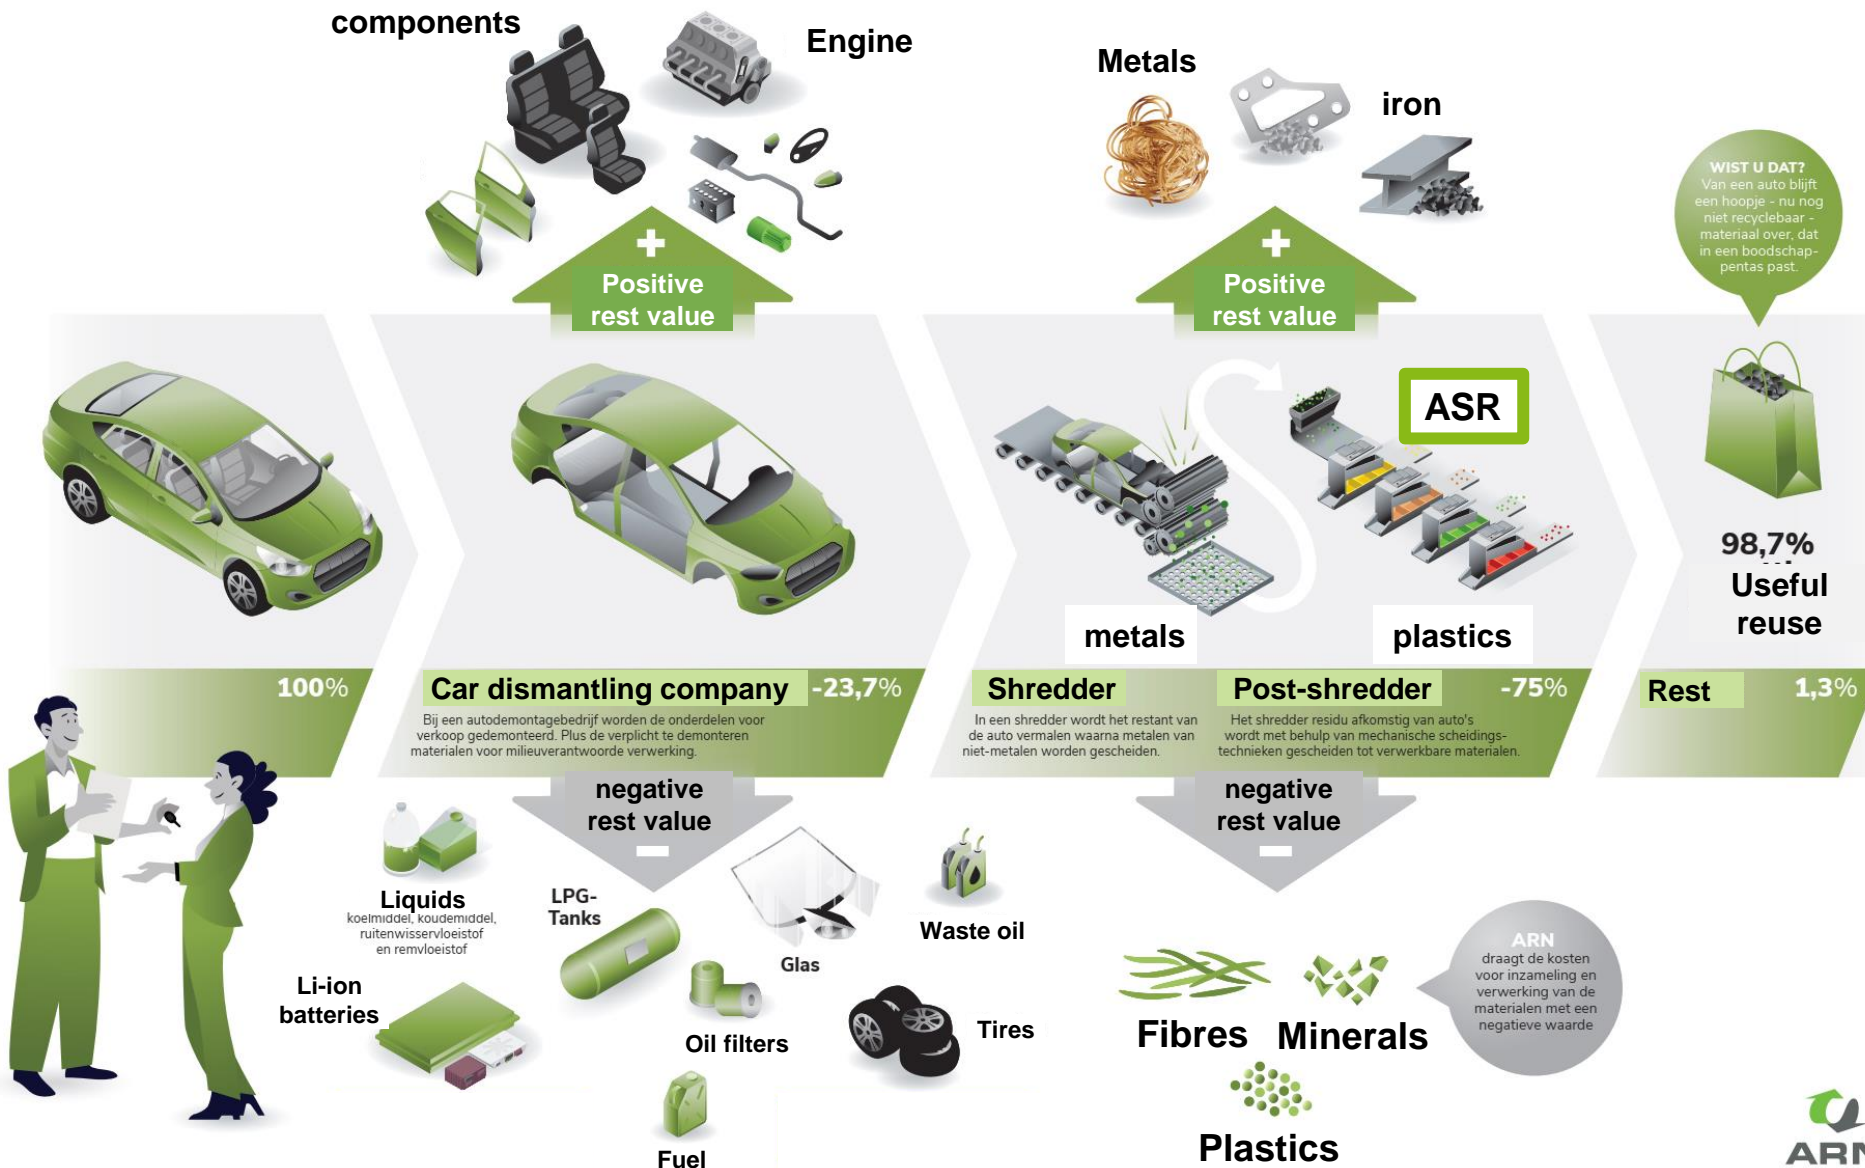 components
Engine
Metals
iron
WIST U DAT?
Van een auto blijft
een hoopje - nu nog
niet recyclebaar -
materiaal over, dat
in een boodschap-
pentas past.
+
Positive
rest value
+
Positive
rest value
ASR
metals
plastics
98,7%
Useful
reuse
100%
Car dismantling company
-23,7%
Bij een autodemontagebedrijf worden de onderdelen voor
verkoop gedemonteerd. Plus de verplicht te demonteren
materialen voor milieuverantwoorde verwerking.
Shredder
In een shredder wordt het restant van
de auto vermalen waarna metalen van
niet-metalen worden gescheiden.
Post-shredder
-75%
Het shredder residu afkomstig van auto's
wordt met behulp van mechanische scheidings-
technieken gescheiden tot verwerkbare materialen.
Rest
1,3%
negative
rest value
-
negative
rest value
-
Liquids
koelmiddel, koudemiddel,
ruitenwisservloeistof
en remvloeistof
LPG-
Tanks
Glas
Waste oil
Li-ion
batteries
Oil filters
Tires
Fuel
Fibres
Minerals
Plastics
ARN
draagt de kosten
voor inzameling en
verwerking van de
materialen met een
negatieve waarde
ARN